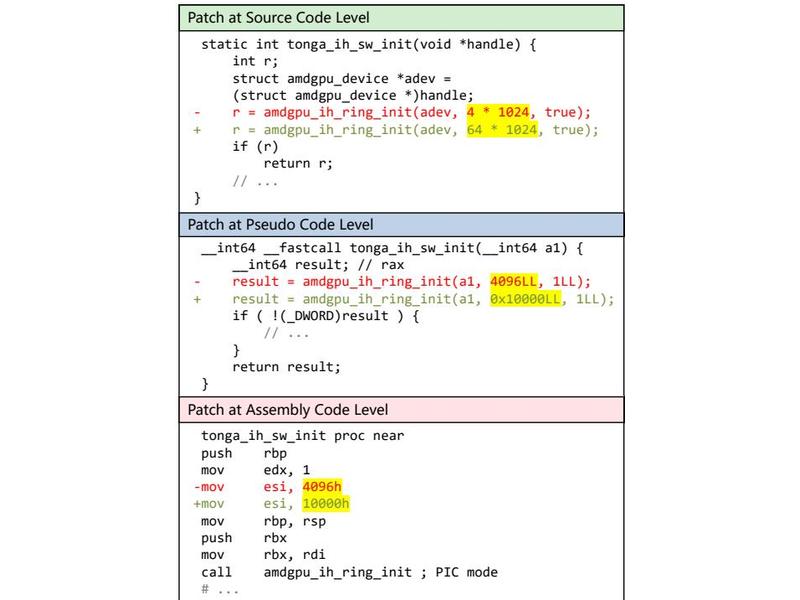 Patch at Source Code Level
static int tonga_ih_sw_init(void *handle) {
int r;
struct amdgpu_device *adev =
(struct amdgpu_device *)handle;
- r = amdgpu_ih_ring_init(adev, 4 * 1024, true);
+ r = amdgpu_ih_ring_init(adev, 64 * 1024, true);
if (r)
return r;
// ...
}
Patch at Pseudo Code Level
__int64 __fastcall tonga_ih_sw_init(__int64 a1) {
__int64 result; // rax
- result = amdgpu_ih_ring_init(a1, 4096LL, 1LL);
+ result = amdgpu_ih_ring_init(a1, 0x10000LL, 1LL);
if ( !(_DWORD)result ) {
// ...
}
return result;
}
Patch at Assembly Code Level
tonga_ih_sw_init proc near
push rbp
mov edx, 1
-mov esi, 4096h
+mov esi, 10000h
mov rbp, rsp
push rbx
mov rbx, rdi
call amdgpu_ih_ring_init ; PIC mode
# ...